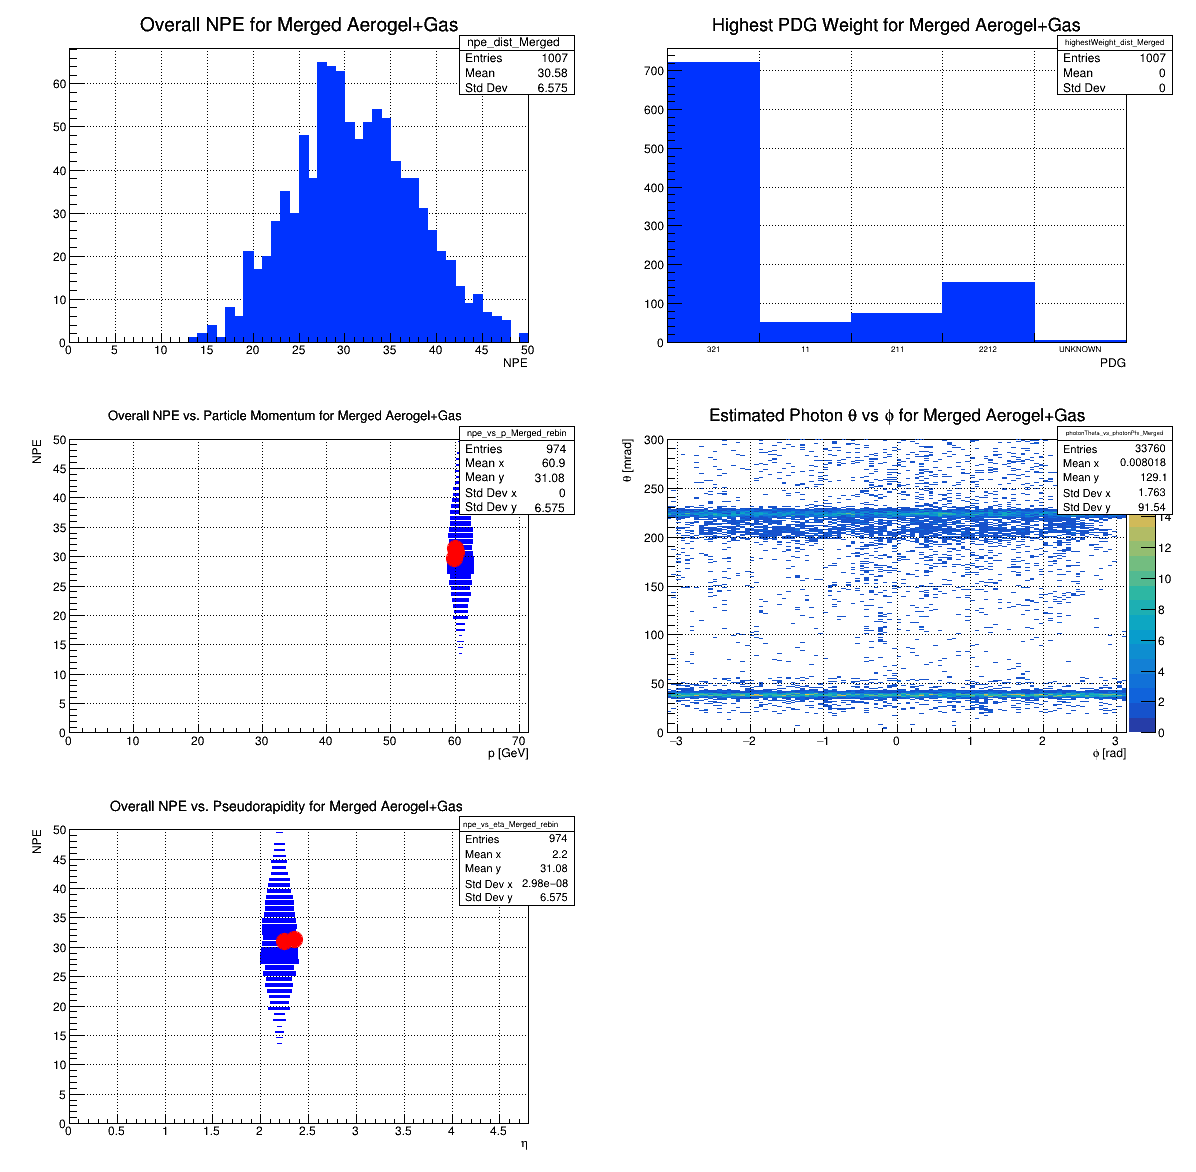 Overall NPE for Merged Aerogel+Gas
npe_dist_Merged
Entries 1007
Mean 30.58
Std Dev 6.575
60
50
40
30
20
10
0
0 5 10 15 20 25 30 35 40 45 50
NPE
Highest PDG Weight for Merged Aerogel+Gas
highestWeight_dist_Merged
Entries 1007
Mean 0
Std Dev 0
700
600
500
400
300
200
100
0
321 11 211 2212 UNKNOWN
PDG
Overall NPE vs. Particle Momentum for Merged Aerogel+Gas
npe_vs_p_Merged_rebin
Entries 974
Mean x 60.9
Mean y 31.08
Std Dev x 0
Std Dev y 6.575
NPE
50
45
40
35
30
25
20
15
10
5
0
0 10 20 30 40 50 60 70
p [GeV]
Estimated Photon θ vs ϕ for Merged Aerogel+Gas
photonTheta_vs_photonPhi_Merged
Entries 33760
Mean x 0.008018
Mean y 129.1
Std Dev x 1.763
Std Dev y 91.54
θ [mrad]
300
250
200
150
100
50
0
−3 −2 −1 0 1 2 3
ϕ [rad]
14
12
10
8
6
4
2
0
Overall NPE vs. Pseudorapidity for Merged Aerogel+Gas
npe_vs_eta_Merged_rebin
Entries 974
Mean x 2.2
Mean y 31.08
Std Dev x 2.98e−08
Std Dev y 6.575
NPE
50
45
40
35
30
25
20
15
10
5
0
0 0.5 1 1.5 2 2.5 3 3.5 4 4.5
η